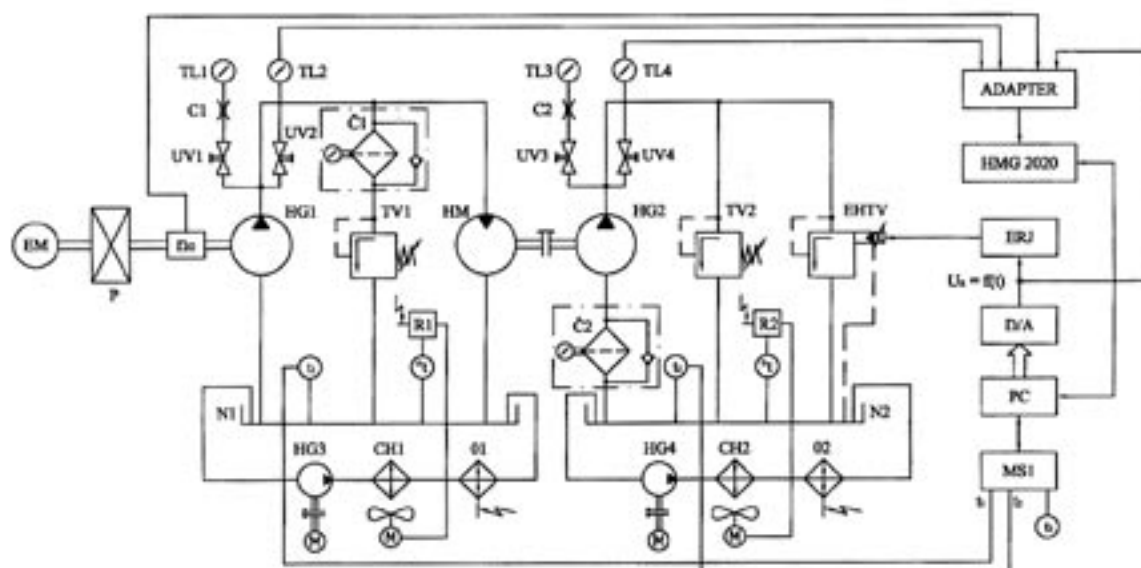 TL1
TL2
TL3
TL4
ADAPTER
C1
UV2
Č1
C2
UV1
UV3
UV4
HMG 2020
HG1
TV1
HM
HG2
TV2
EHTV
EM
ERJ
P
R1
R2
D/A
Č2
PC
N1
N2
HG3
CH1
01
HG4
CH2
02
MS1
M
M
M
M